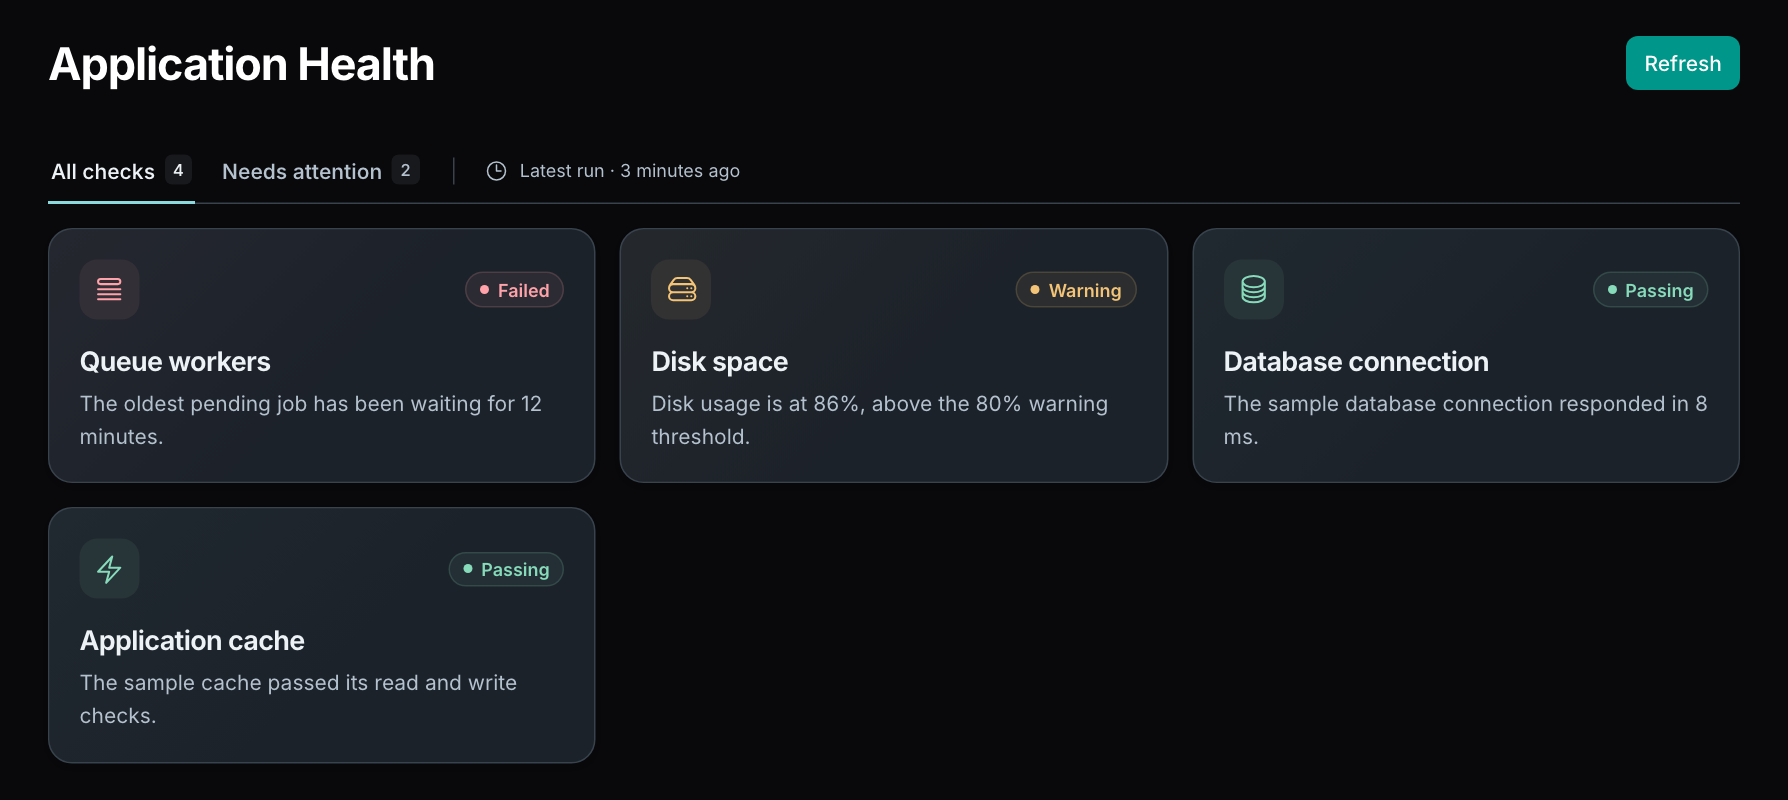 Application Health
Refresh
All checks 4
Needs attention 2
Latest run · 3 minutes ago
Failed
Queue workers
The oldest pending job has been waiting for 12
minutes.
Warning
Disk space
Disk usage is at 86%, above the 80% warning
threshold.
Passing
Database connection
The sample database connection responded in 8
ms.
Passing
Application cache
The sample cache passed its read and write
checks.